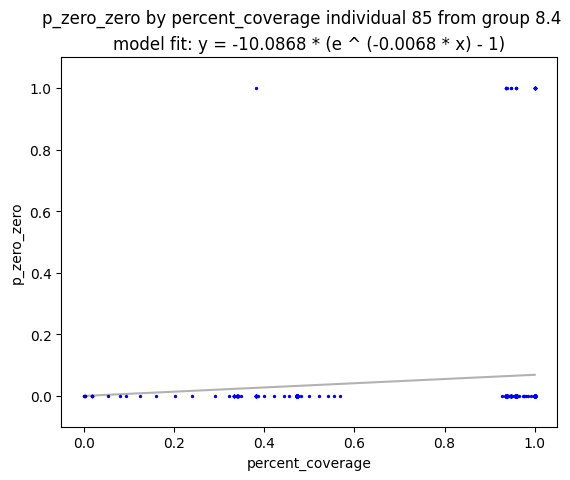 p_zero_zero by percent_coverage individual 85 from group 8.4
model fit: y = -10.0868 * (e ^ (-0.0068 * x) - 1)
1.0
0.8
0.6
0.4
0.2
0.0
p_zero_zero
0.0 0.2 0.4 0.6 0.8 1.0
percent_coverage